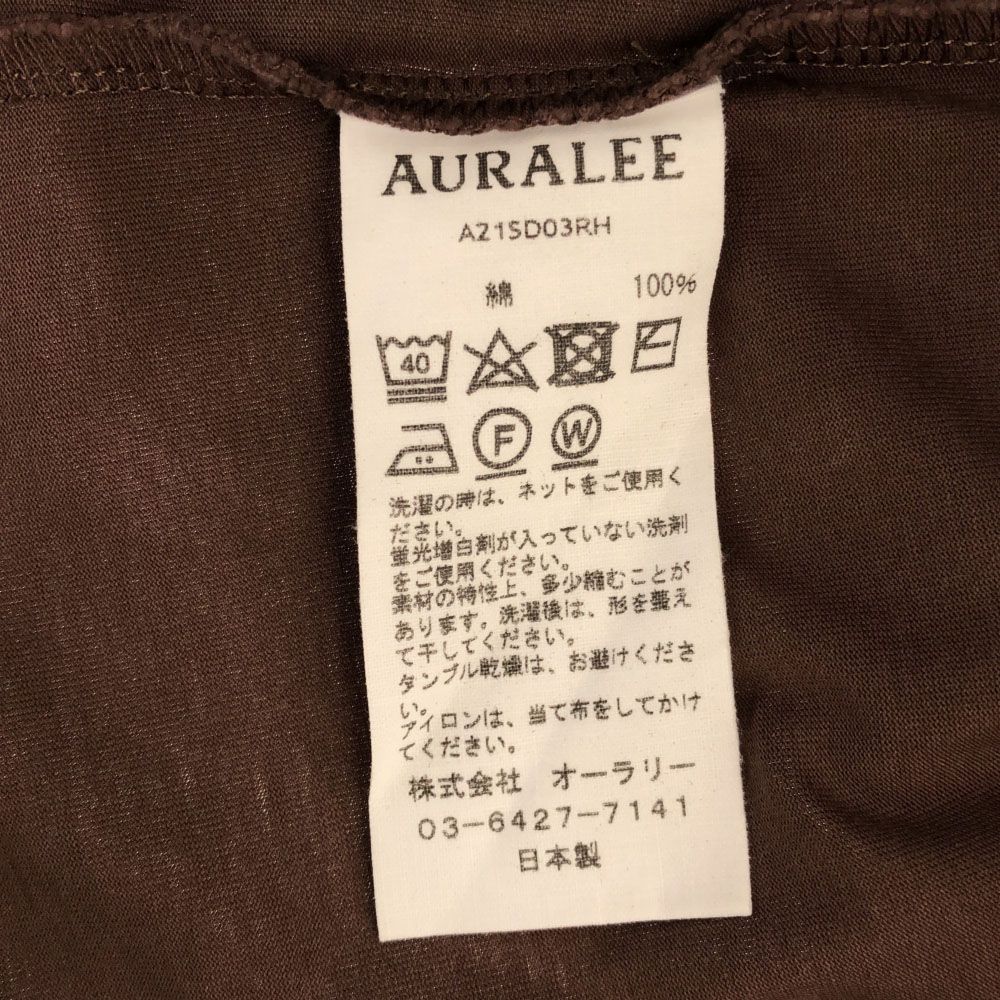 AURALEE
A21SD03RH
綿 100%
40
F W
洗濯の時は、ネットをご使用く
ださい。
蛍光増白剤が入っていない洗剤
をご使用ください。
素材の特性上、多少縮むことが
あります。洗濯後は、形を整え
て干してください。
タンブル乾燥は、お避けくださ
い。
アイロンは、当て布をしてかけ
てください。
株式会社 オーラリー
03-6427-7141
日本製